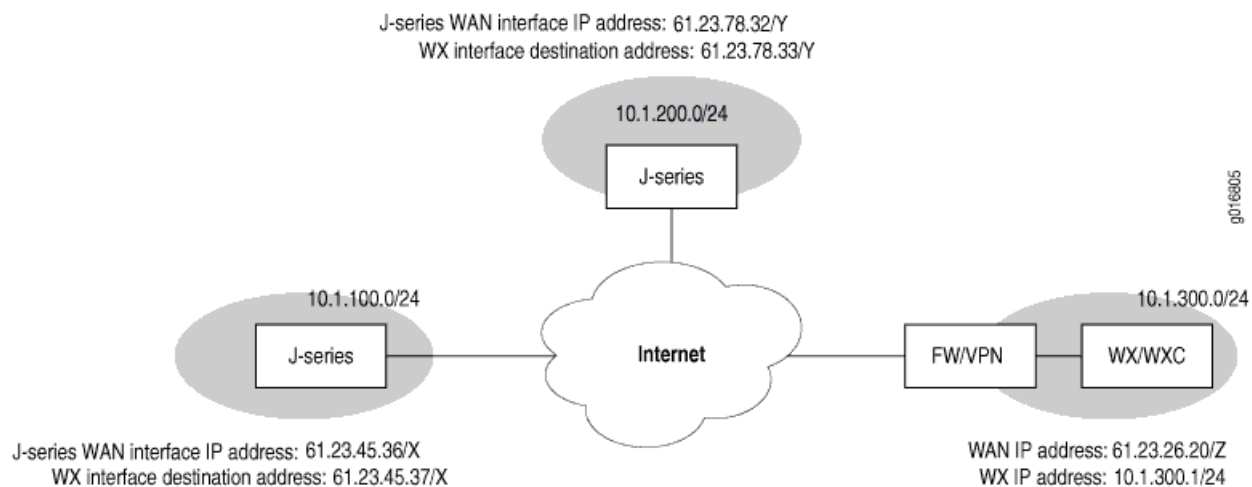 J-series WAN interface IP address: 61.23.78.32/Y
WX interface destination address: 61.23.78.33/Y
10.1.200.0/24
J-series
g016805
10.1.100.0/24
10.1.300.0/24
J-series
Internet
FW/VPN
WX/WXC
J-series WAN interface IP address: 61.23.45.36/X
WX interface destination address: 61.23.45.37/X
WAN IP address: 61.23.26.20/Z
WX IP address: 10.1.300.1/24